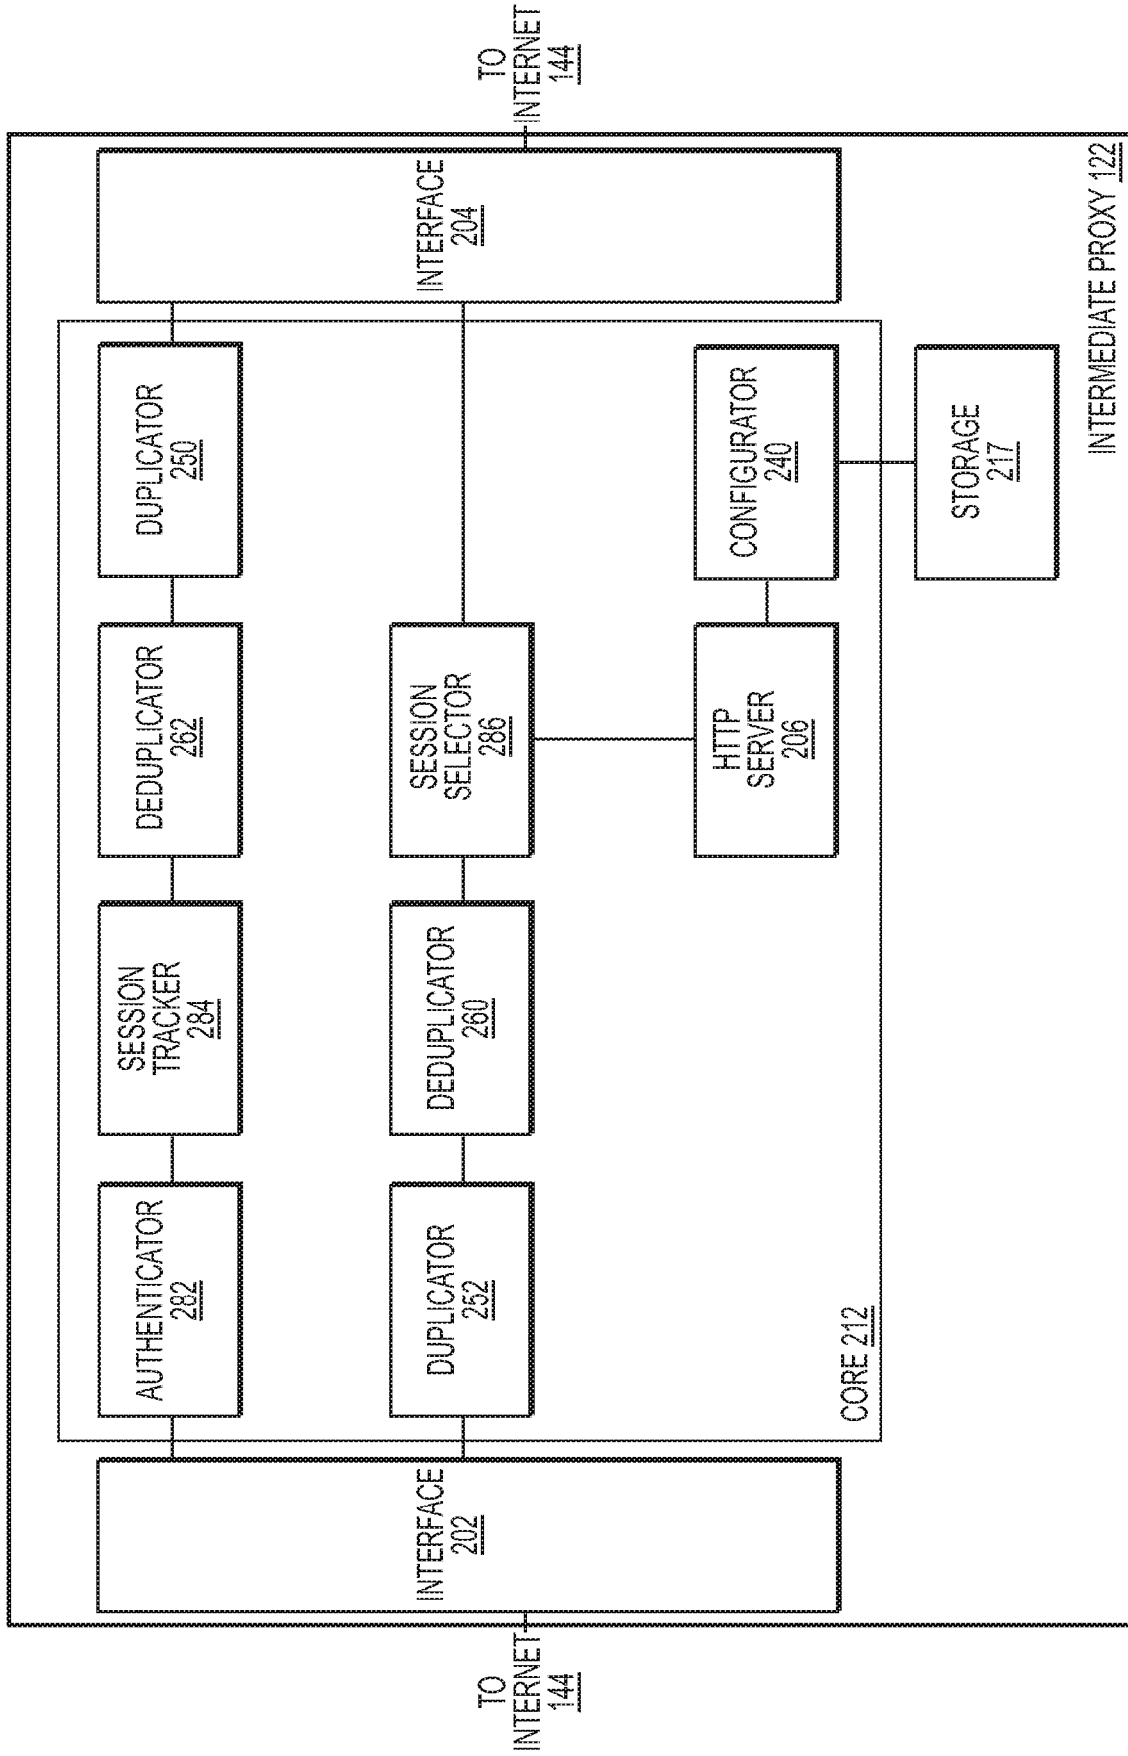 TO
INTERNET
144
INTERFACE
202
AUTHENTICATOR
282
SESSION
TRACKER
284
DEDUPLICATOR
262
DUPLICATOR
250
DUPLICATOR
252
DEDUPLICATOR
260
SESSION
SELECTOR
286
HTTP
SERVER
206
CONFIGURATOR
240
CORE 212
INTERFACE
204
TO
INTERNET
144
STORAGE
217
INTERMEDIATE PROXY 122